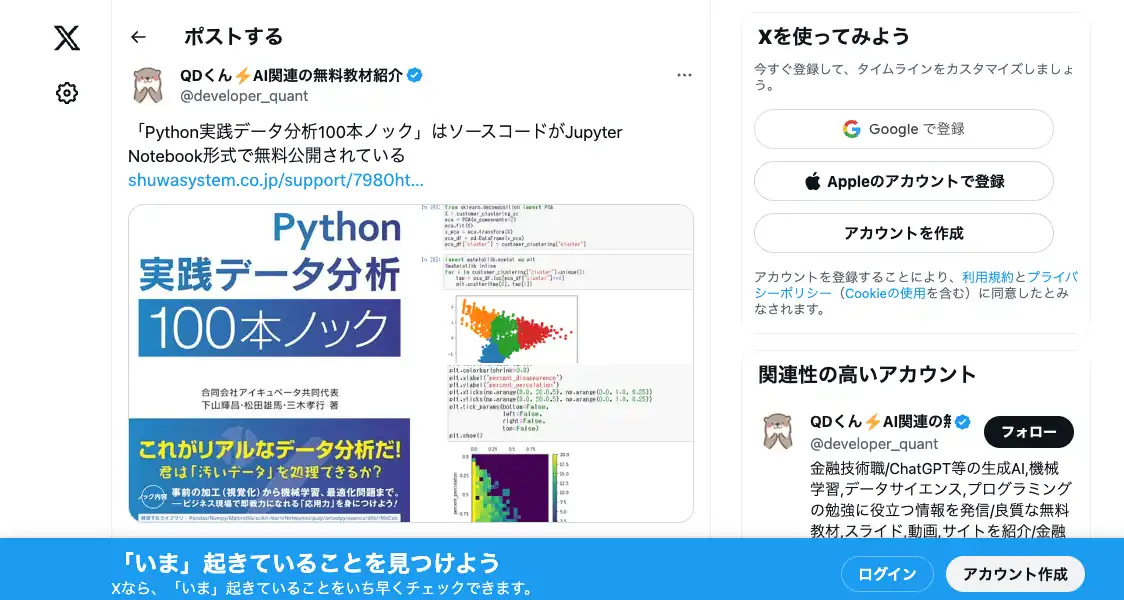 ポストする
QDくん⚡AI関連の無料教材紹介
@developer_quant
「Python実践データ分析100本ノック」はソースコードがJupyter
Notebook形式で無料公開されている
shuwasystem.co.jp/support/7980ht…
Python
実践データ分析
100本ノック
合同会社アイキュベータ共同代表
下山輝昌・松田雄馬・三木孝行 著
これがリアルなデータ分析だ!
君は「汚いデータ」を処理できるか?
ノック内容
事前の加工(視覚化)から機械学習、最適化問題まで。
―ビジネス現場で即戦力になれる「応用力」を身につけよう!
from sklearn.decomposition import PCA
X = customer_clustering_sc
pca = PCA(n_components=2)
pca.fit(X)
x_pca = pca.transform(X)
pca_df = pd.DataFrame(x_pca)
pca_df["cluster"] = customer_clustering["cluster"]
import matplotlib.pyplot as plt
%matplotlib inline
for i in customer_clustering["cluster"].unique():
tmp = pca_df.loc[pca_df["cluster"]==i]
plt.scatter(tmp[0], tmp[1])
plt.colorbar(shrink=0.8)
plt.xlabel("percent_disapparence")
plt.ylabel("percent_percolation")
plt.xticks(np.arange(0.0, 20.0,5), np.arange(0.0, 1.0, 0.25))
plt.yticks(np.arange(0.0, 20.0,5), np.arange(0.0, 1.0, 0.25))
plt.tick_params(bottom=False,
left=False,
right=False,
top=False)
plt.show()
0.0 0.25 0.5 0.75
percent_percolation
Xを使ってみよう
今すぐ登録して、タイムラインをカスタマイズしましょ
う。
Google で登録
Appleのアカウントで登録
アカウントを作成
アカウントを登録することにより、利用規約とプライバ
シーポリシー(Cookieの使用を含む)に同意したとみ
なされます。
関連性の高いアカウント
QDくん⚡AI関連の無
@developer_quant
フォロー
金融技術職/ChatGPT等の生成AI,機械
学習,データサイエンス,プログラミング
の勉強に役立つ情報を発信/良質な無料
教材,スライド,動画,サイトを紹介/金融
「いま」起きていることを見つけよう
Xなら、「いま」起きていることをいち早くチェックできます。
ログイン
アカウント作成